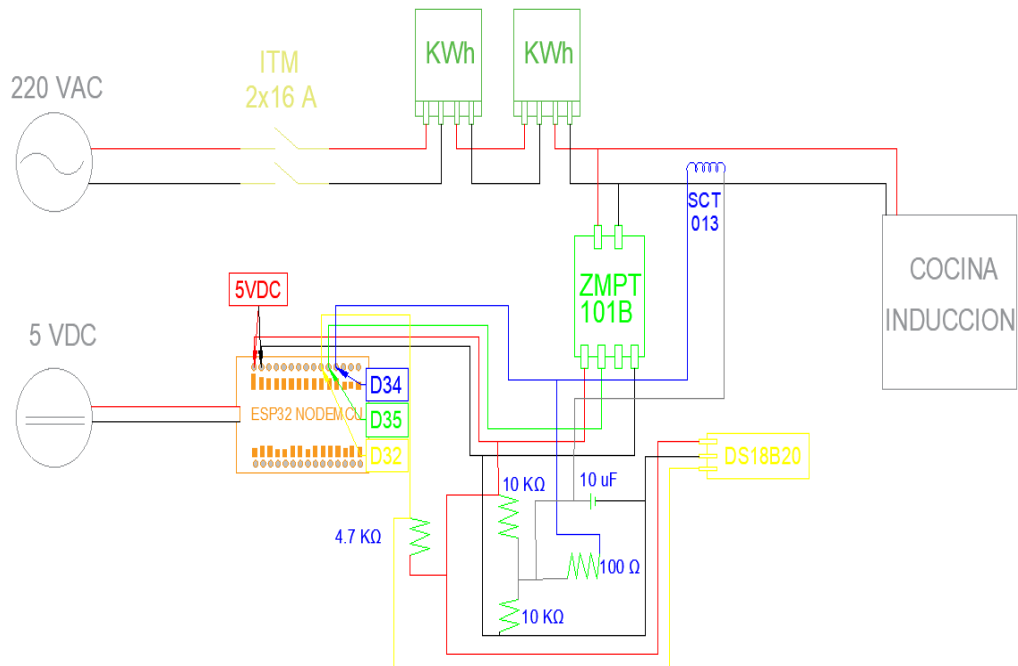 KWh
KWh
ITM
2x16 A
220 VAC
SCT
013
ZMPT
101B
COCINA
INDUCCION
5VDC
5 VDC
D34
ESP32 NODEMCU
D35
D32
DS18B20
10 KΩ
10 uF
4.7 KΩ
100 Ω
10 KΩ